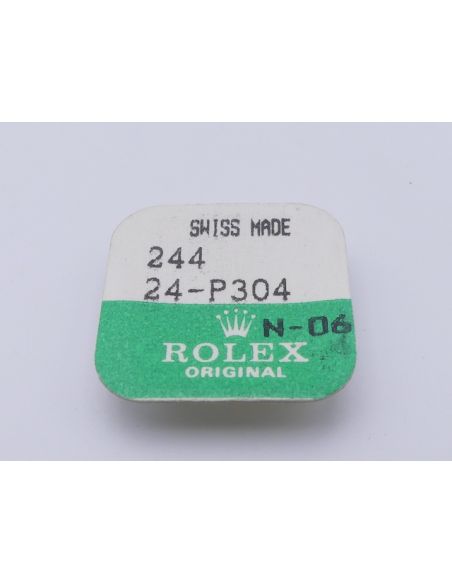 SWISS MADE
244
24-P304
N-06
ROLEX
ORIGINAL